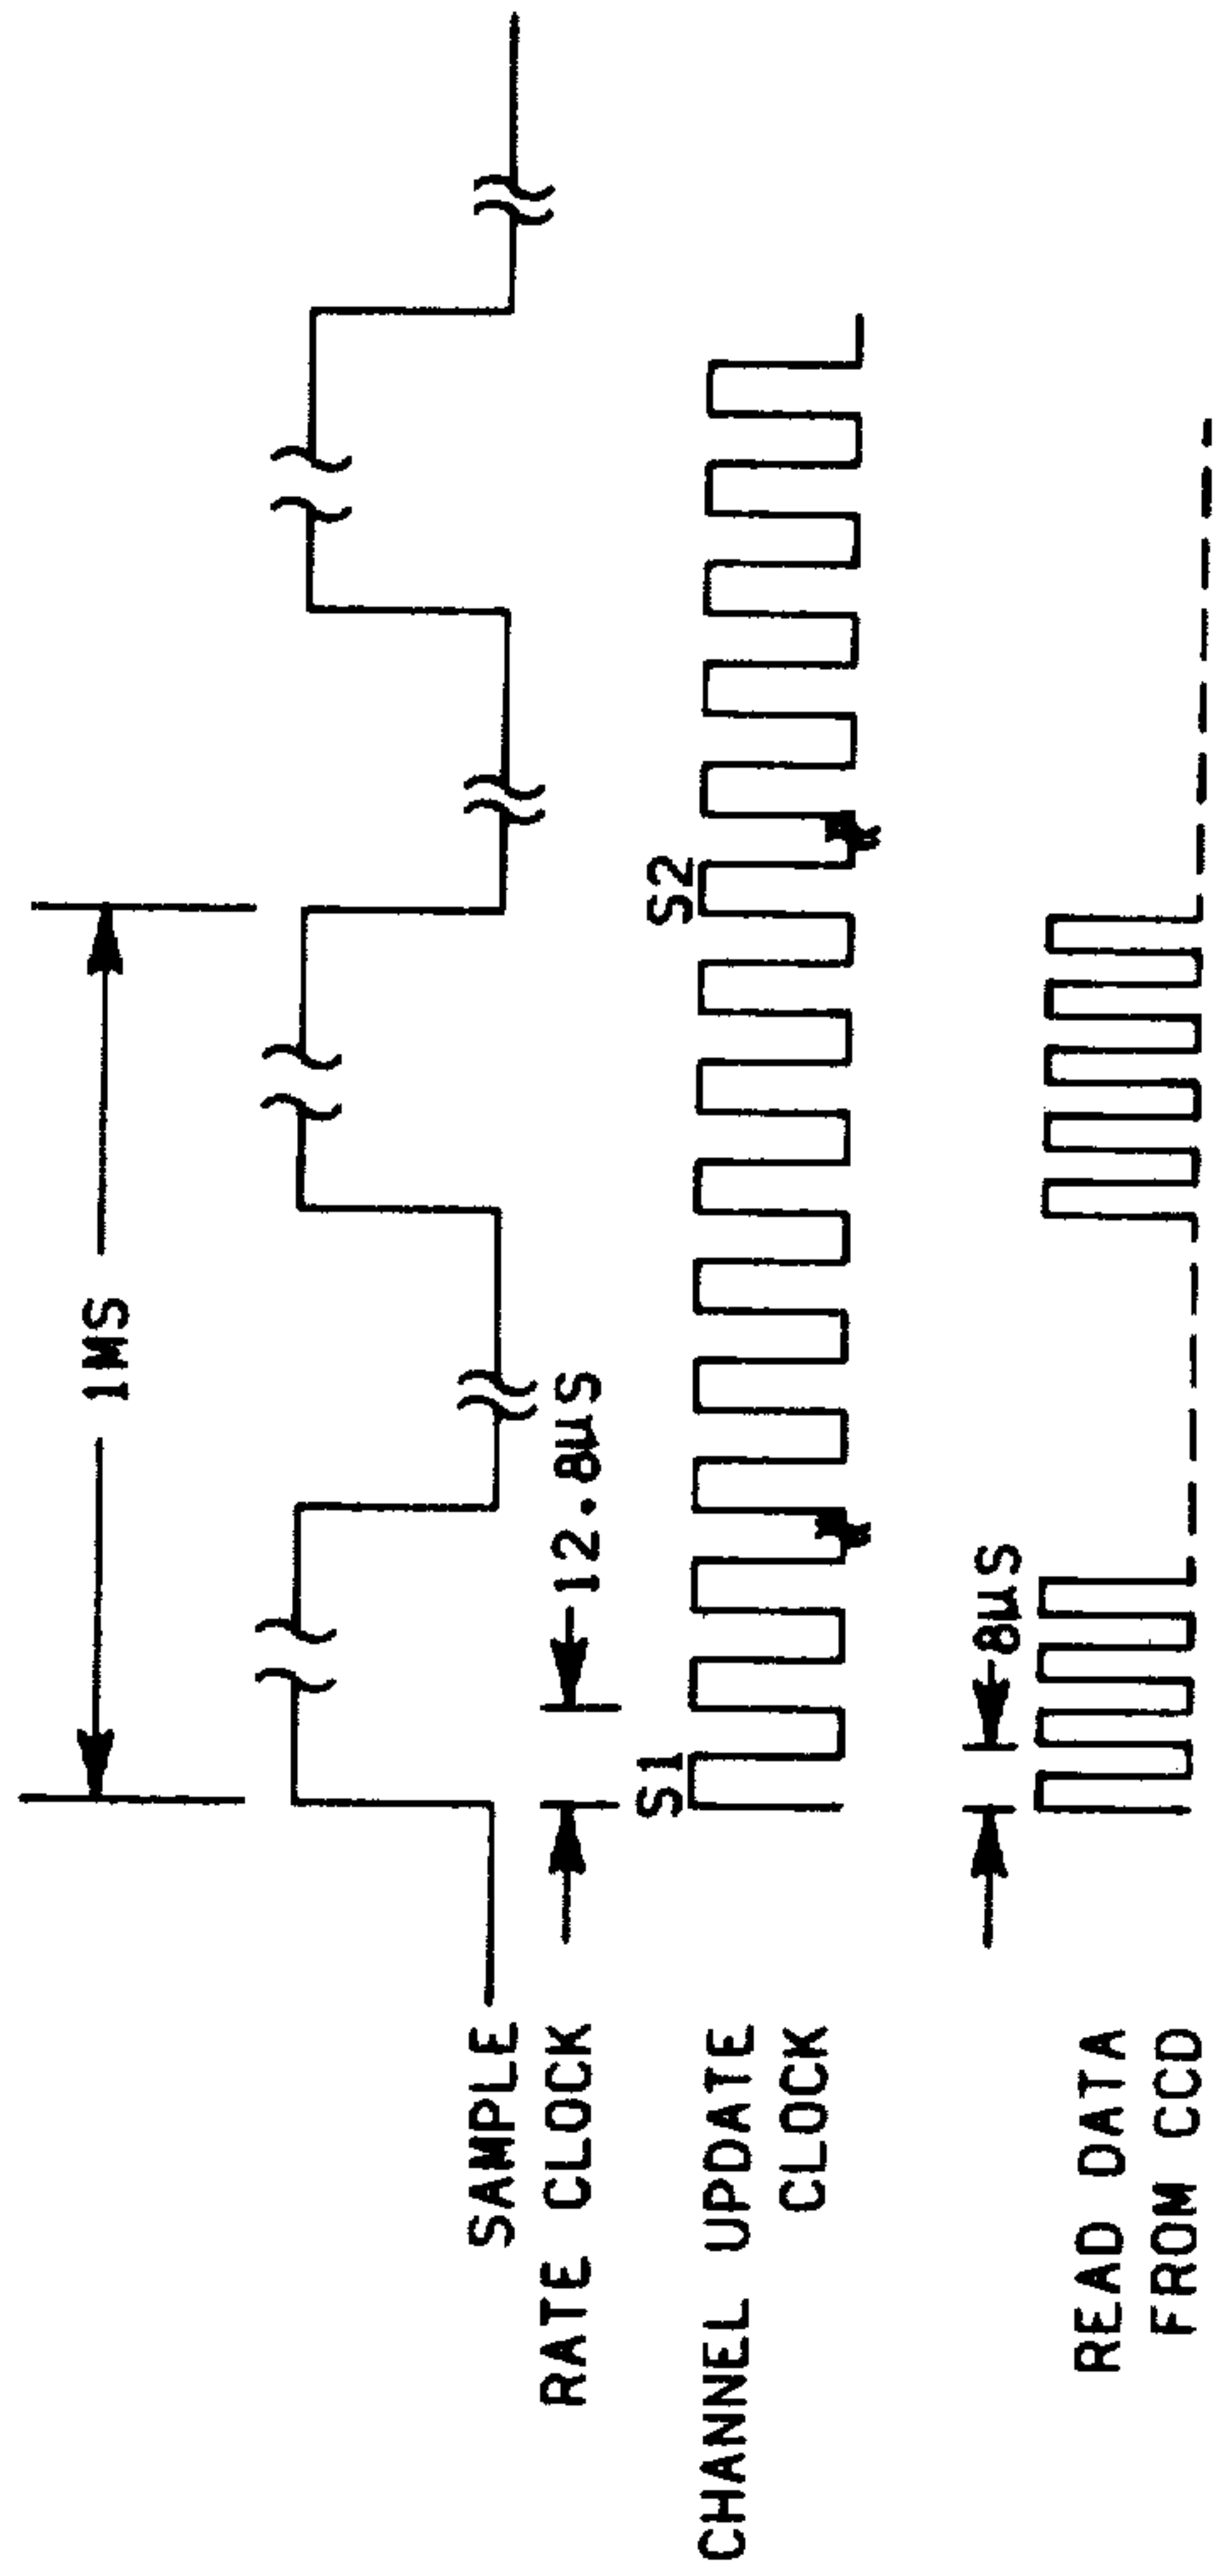 1MS
SAMPLE
RATE CLOCK
12.8µS
S1
S2
CHANNEL UPDATE
CLOCK
8µS
READ DATA
FROM CCD